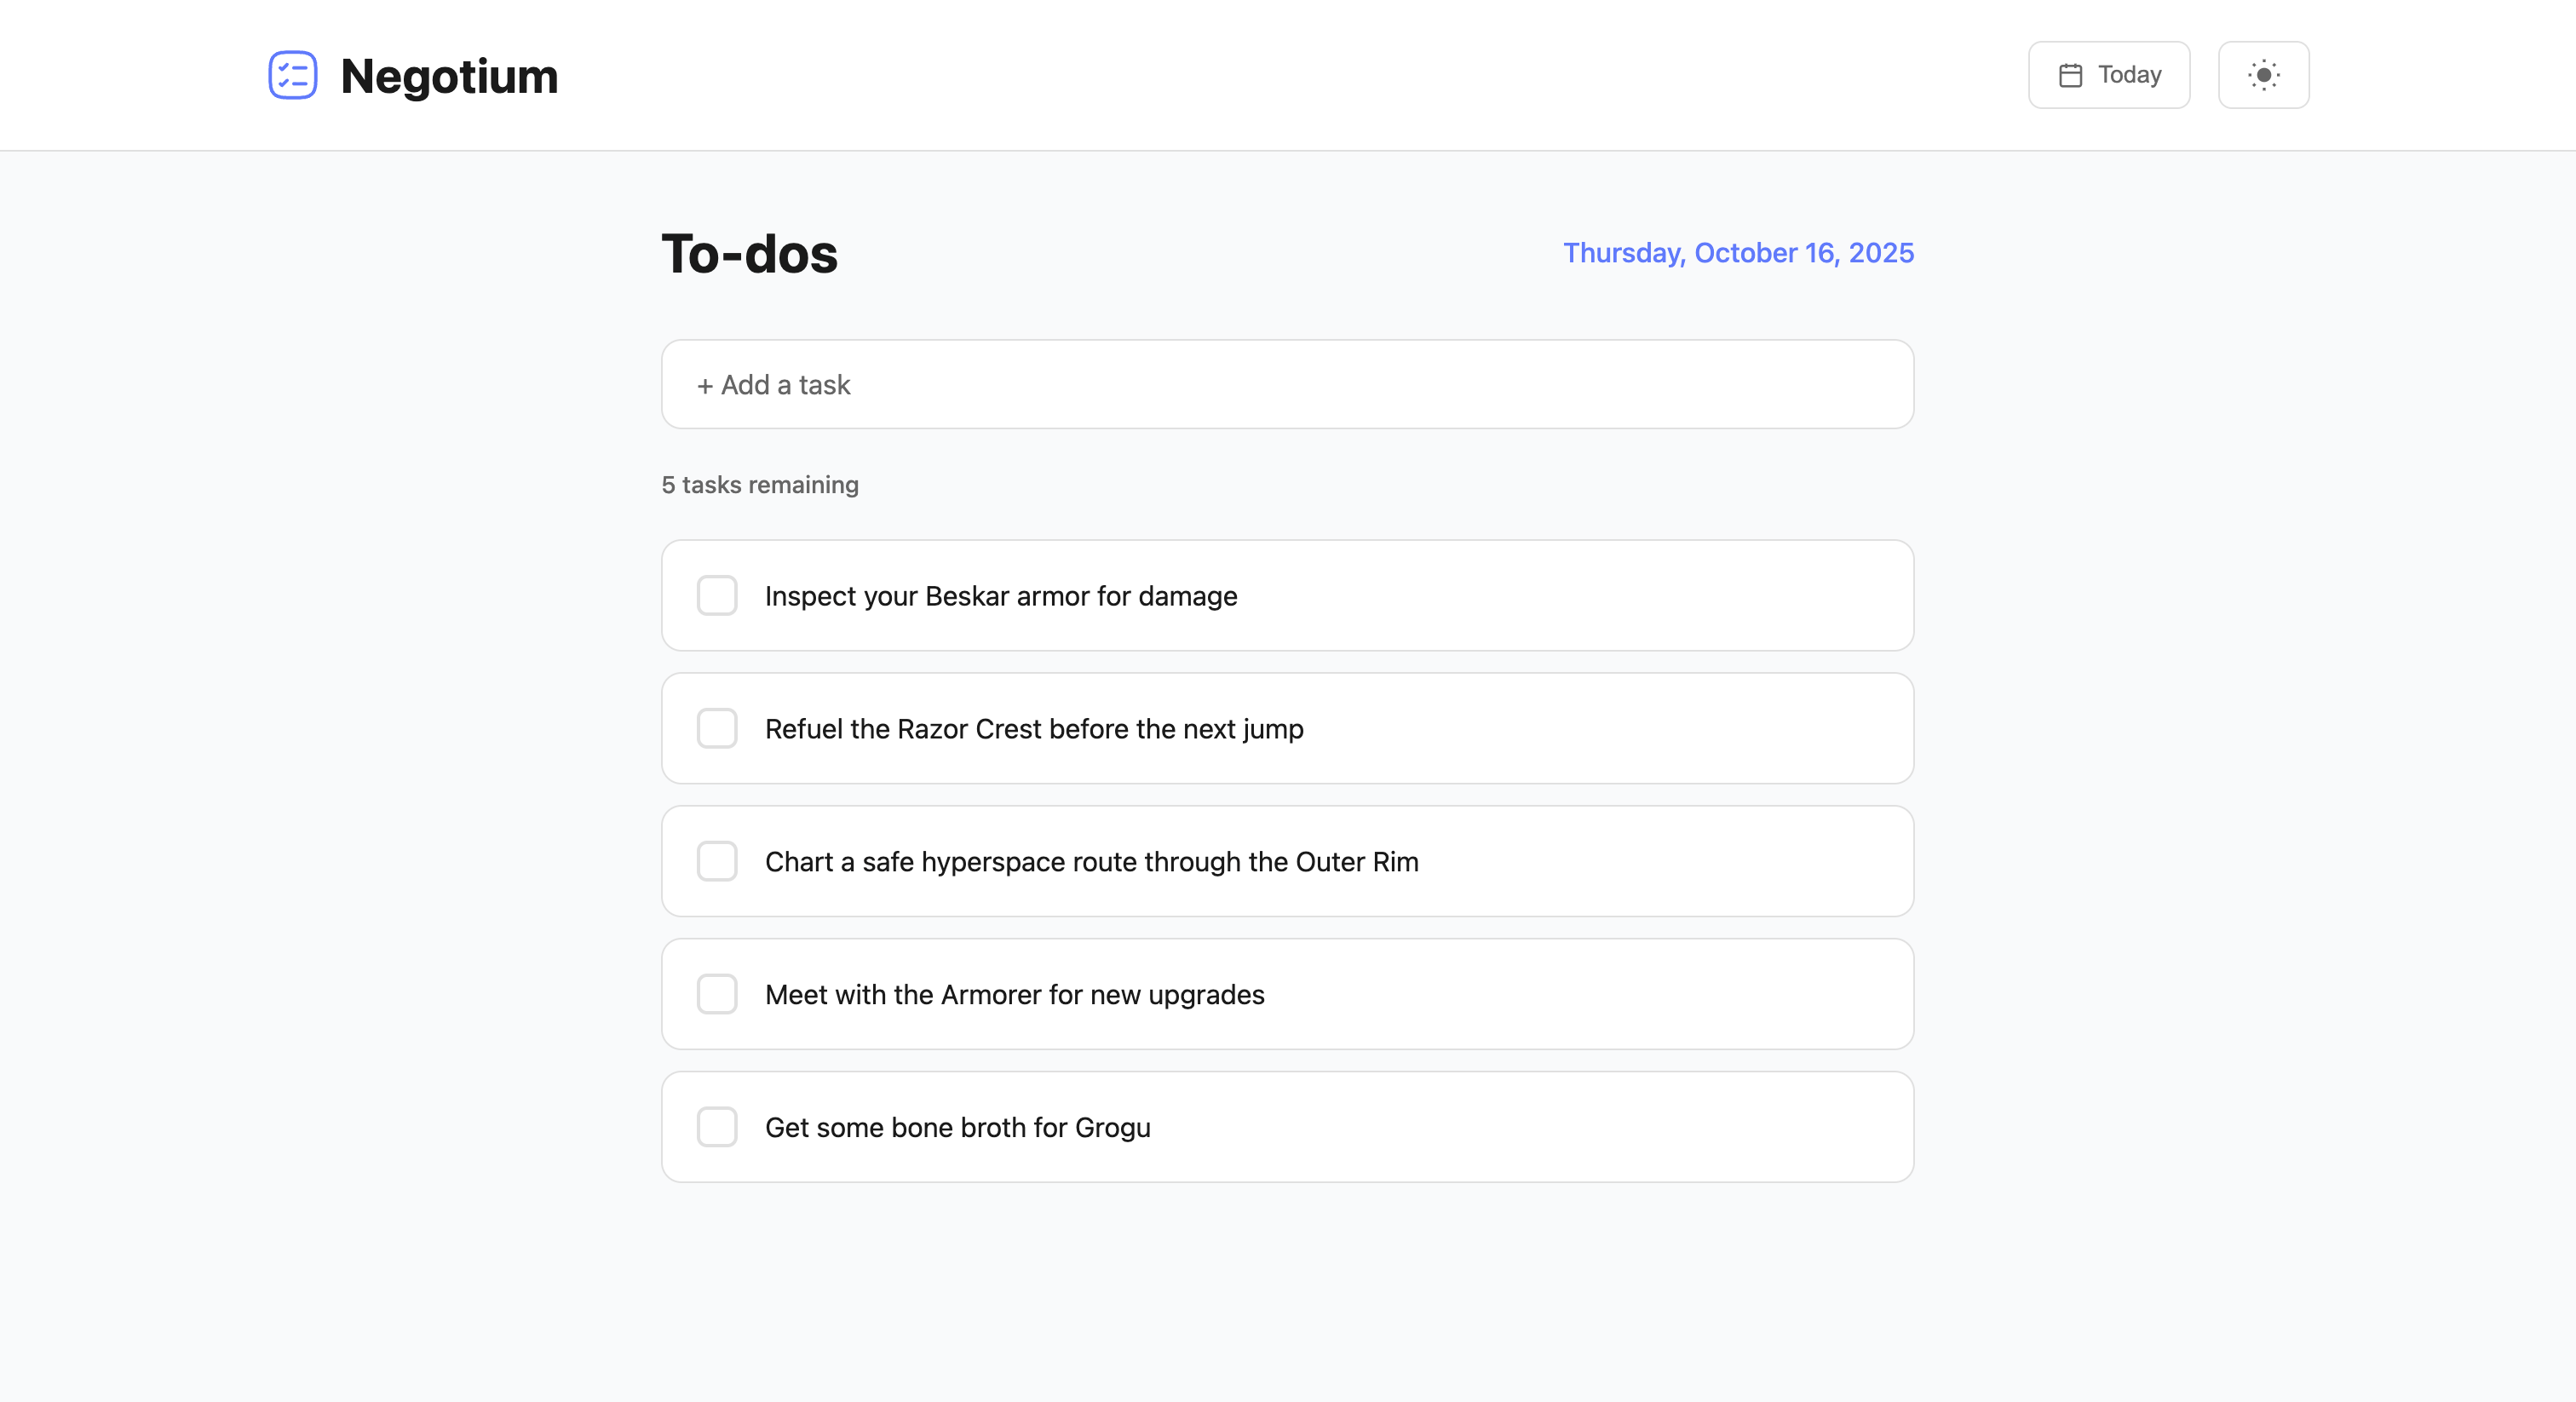 Negotium
Today
To-dos
Thursday, October 16, 2025
+ Add a task
5 tasks remaining
Inspect your Beskar armor for damage
Refuel the Razor Crest before the next jump
Chart a safe hyperspace route through the Outer Rim
Meet with the Armorer for new upgrades
Get some bone broth for Grogu